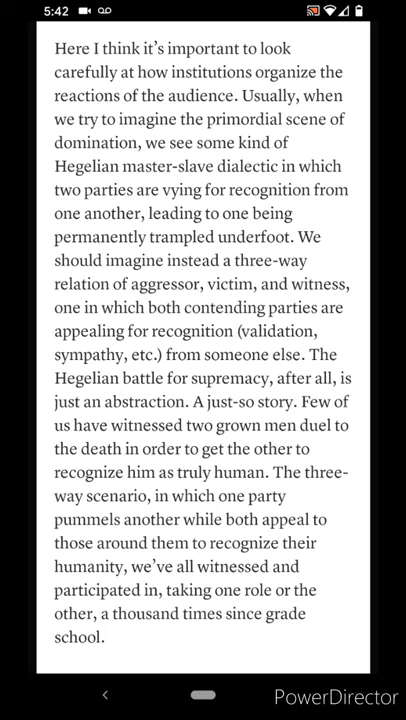 5:42
Here I think it's important to look
carefully at how institutions organize the
reactions of the audience. Usually, when
we try to imagine the primordial scene of
domination, we see some kind of
Hegelian master-slave dialectic in which
two parties are vying for recognition from
one another, leading to one being
permanently trampled underfoot. We
should imagine instead a three-way
relation of aggressor, victim, and witness,
one in which both contending parties are
appealing for recognition (validation,
sympathy, etc.) from someone else. The
Hegelian battle for supremacy, after all, is
just an abstraction. A just-so story. Few of
us have witnessed two grown men duel to
the death in order to get the other to
recognize him as truly human. The three-
way scenario, in which one party
pummels another while both appeal to
those around them to recognize their
humanity, we've all witnessed and
participated in, taking one role or the
other, a thousand times since grade
school.
PowerDirector